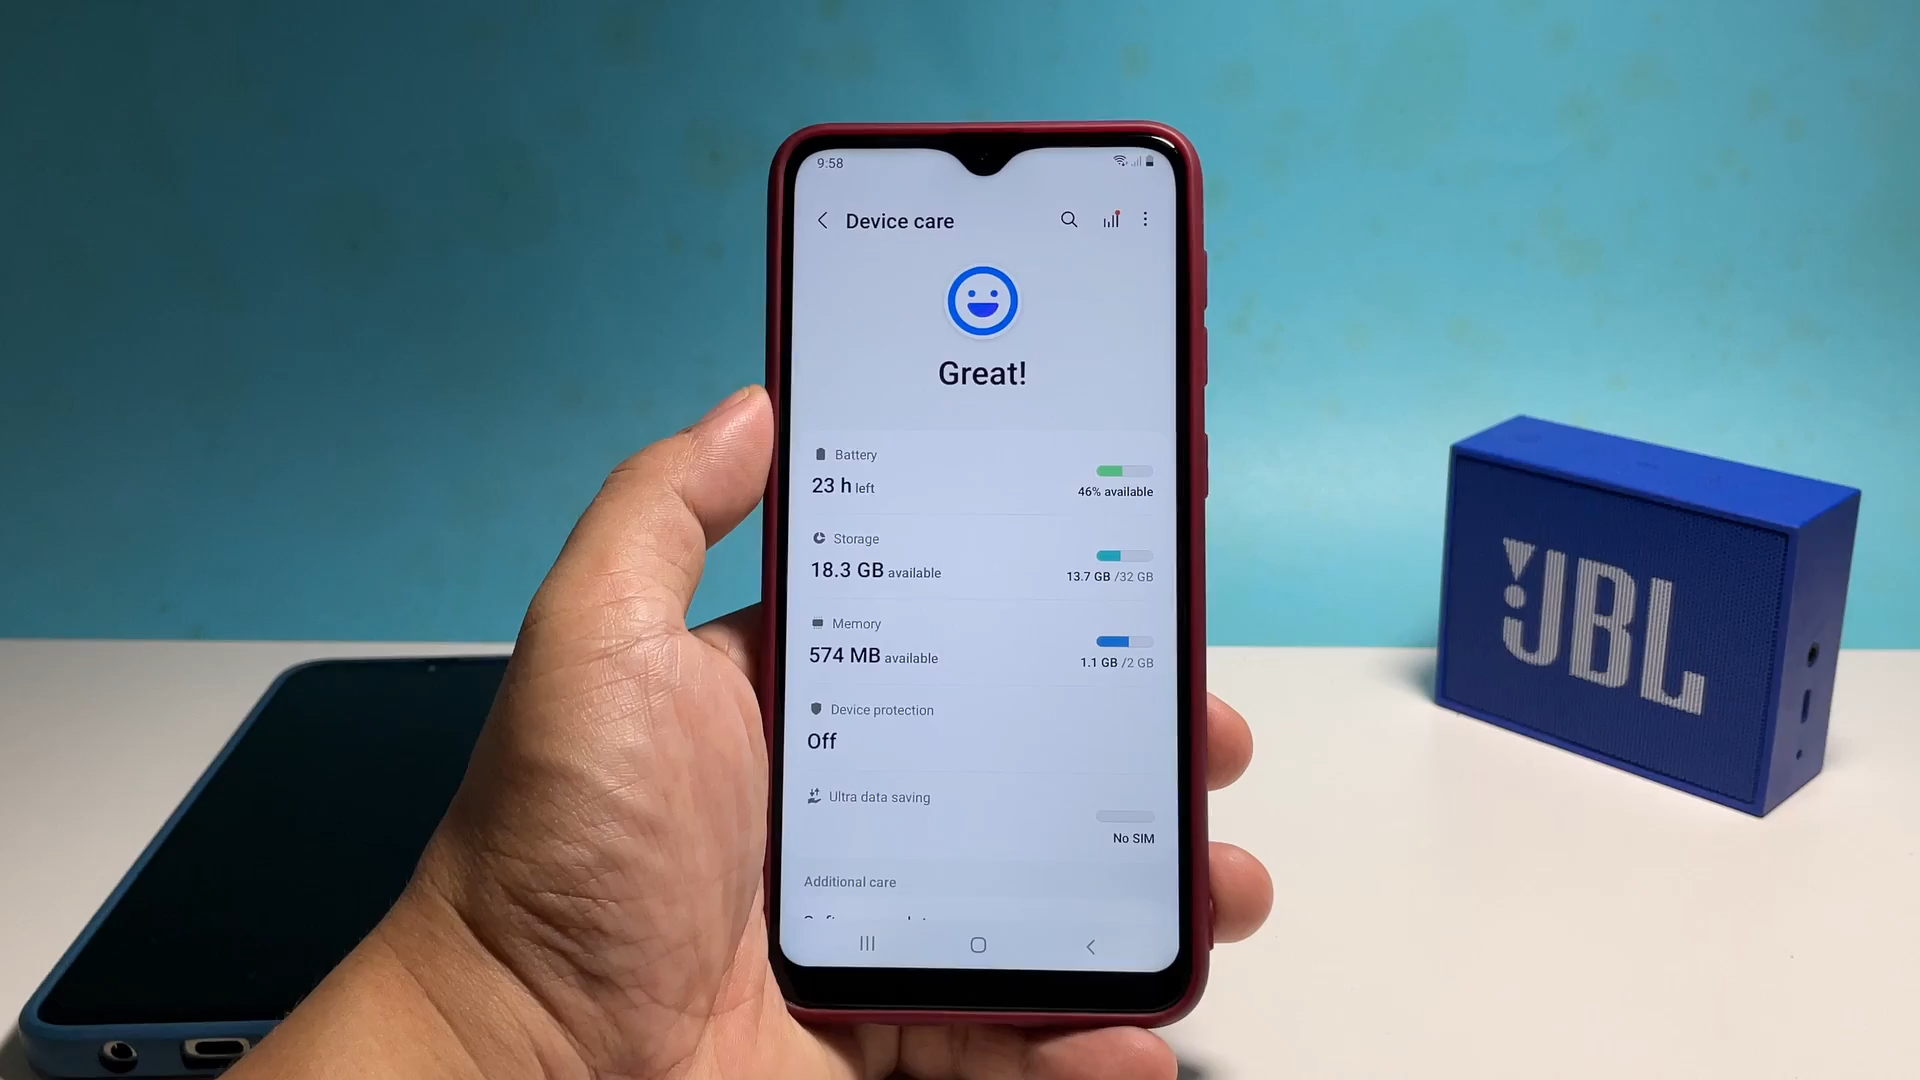 9:58
Device care
Great!
Battery
23 h left
46% available
Storage
18.3 GB available
13.7 GB /32 GB
Memory
574 MB available
1.1 GB /2 GB
Device protection
Off
Ultra data saving
No SIM
Additional care
JBL